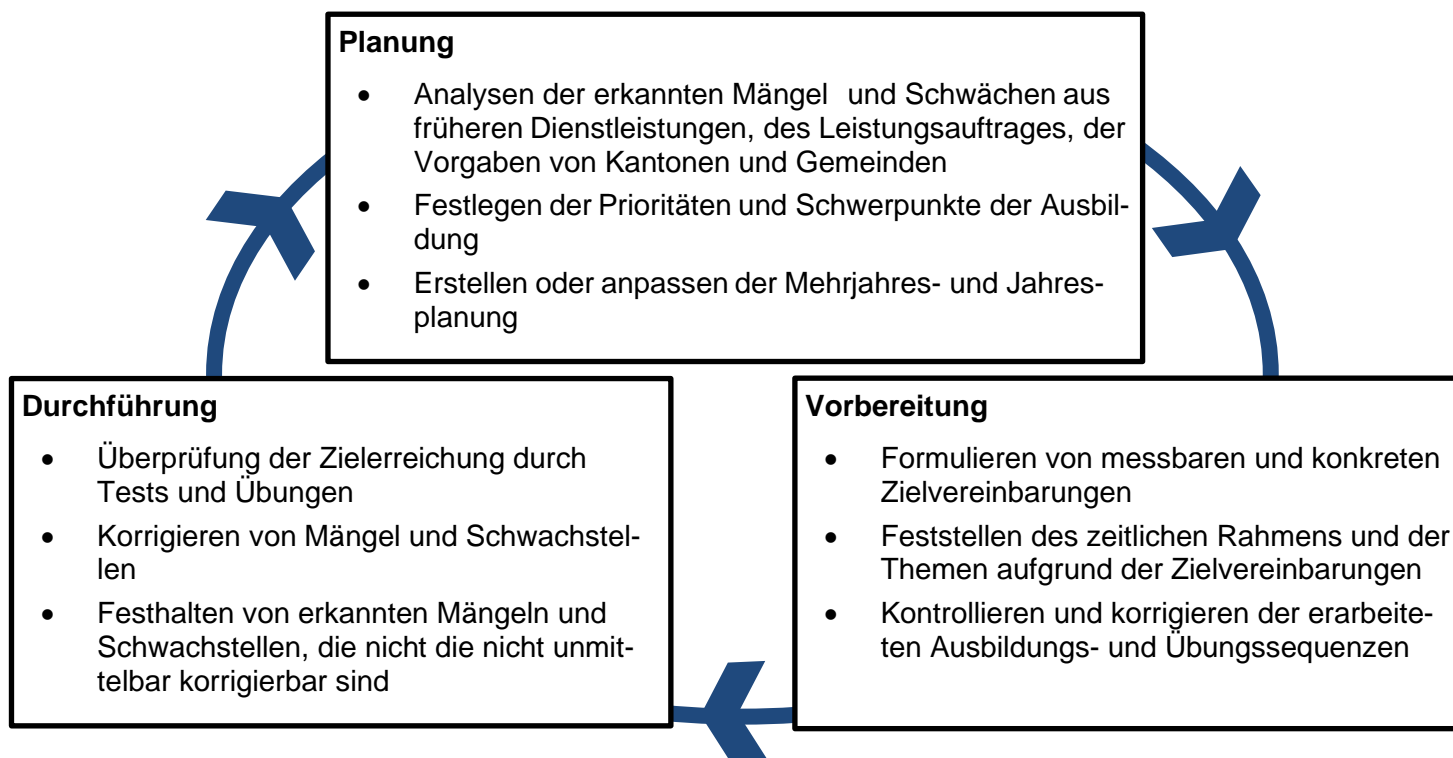 Planung
• Analysen der erkannten Mängel und Schwächen aus
früheren Dienstleistungen, des Leistungsauftrages, der
Vorgaben von Kantonen und Gemeinden
• Festlegen der Prioritäten und Schwerpunkte der Ausbil-
dung
• Erstellen oder anpassen der Mehrjahres- und Jahres-
planung
Durchführung
• Überprüfung der Zielerreichung durch
Tests und Übungen
• Korrigieren von Mängel und Schwachstel-
len
• Festhalten von erkannten Mängeln und
Schwachstellen, die nicht die nicht unmit-
telbar korrigierbar sind
Vorbereitung
• Formulieren von messbaren und konkreten
Zielvereinbarungen
• Feststellen des zeitlichen Rahmens und der
Themen aufgrund der Zielvereinbarungen
• Kontrollieren und korrigieren der erarbeite-
ten Ausbildungs- und Übungssequenzen